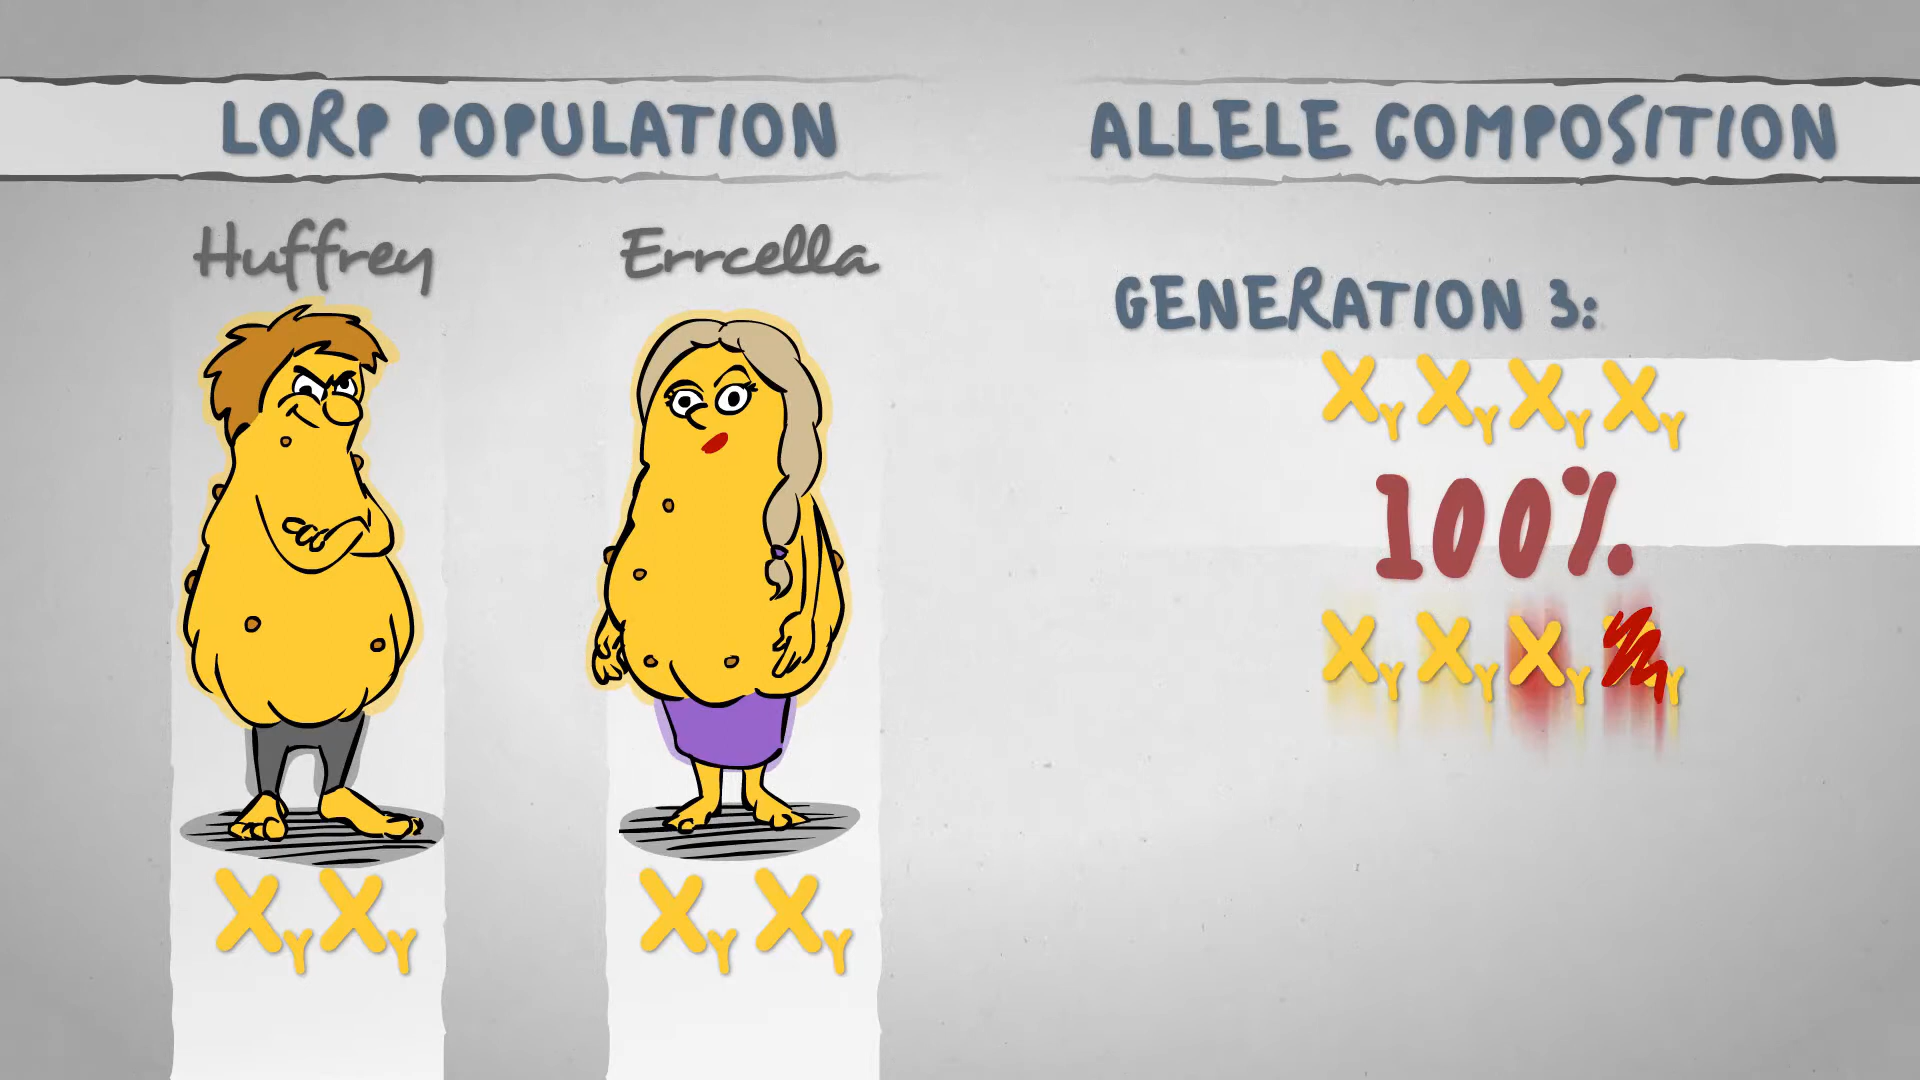 LORP POPULATION
ALLELE COMPOSITION
Huffrey
Errcella
GENERATION 3:
XY XY XY XY
100%
XY XY XY
XY XY
XY XY